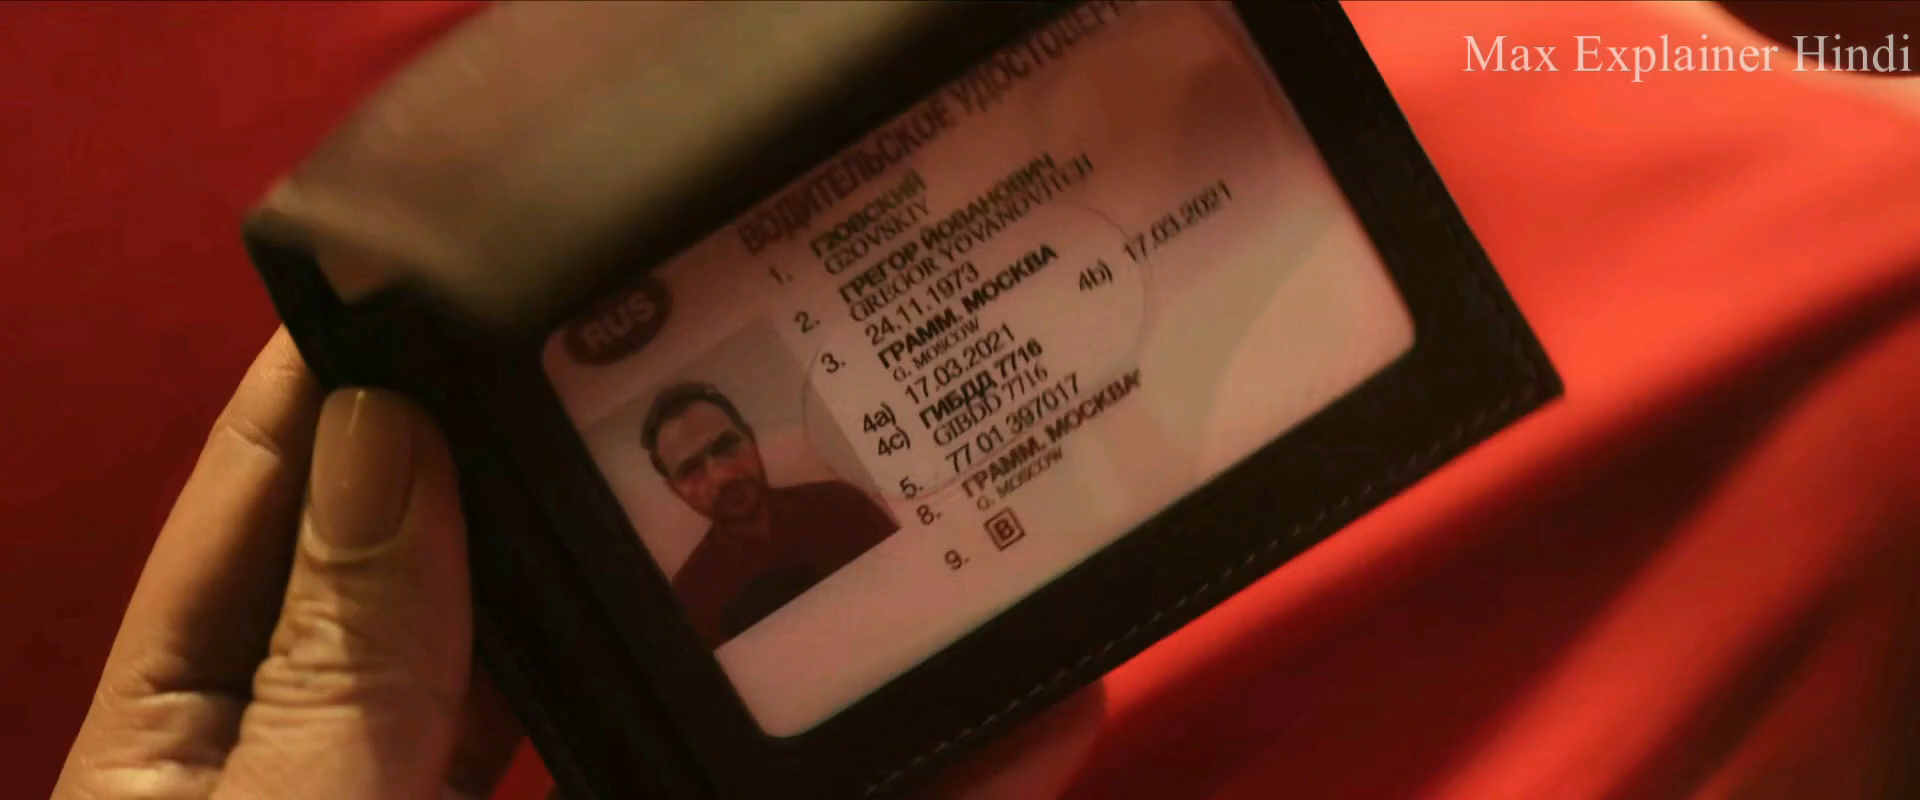 Max Explainer Hindi
ВОДИТЕЛЬСКОЕ УДОСТОВЕРЕ
RUS
1. ГЗОВСКИЙ
GZOVSKIY
2. ГРЕГОР ЙОВАНОВИЧ
GREGOR YOVANOVITCH
3. 24.11.1973
ГРАММ. МОСКВА
G. MOSCOW
4a) 17.03.2021 4b) 17.03.2021
4c) ГИБДД 7716
GIBDD 7716
5. 77 01 397017
8. ГРАММ. МОСКВА
G. MOSCOW
9. B